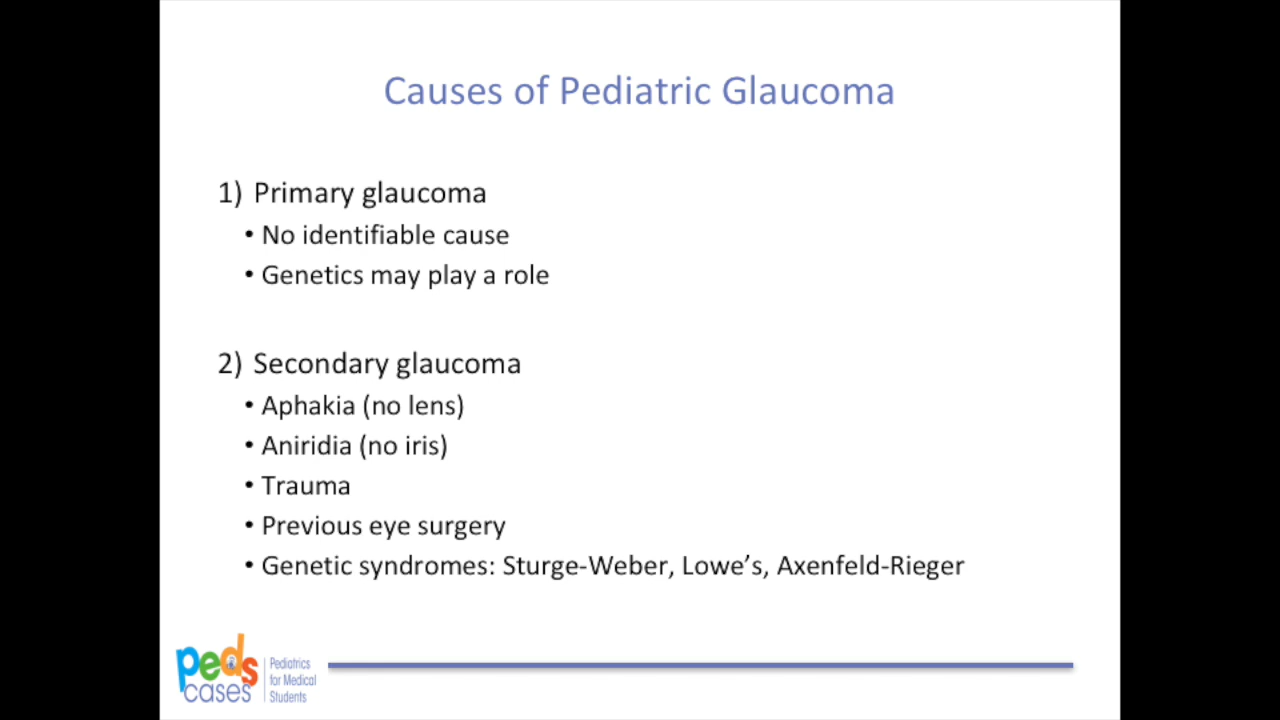 Causes of Pediatric Glaucoma
1) Primary glaucoma
• No identifiable cause
• Genetics may play a role
2) Secondary glaucoma
• Aphakia (no lens)
• Aniridia (no iris)
• Trauma
• Previous eye surgery
• Genetic syndromes: Sturge-Weber, Lowe’s, Axenfeld-Rieger
peds
cases
Pediatrics
for Medical
Students